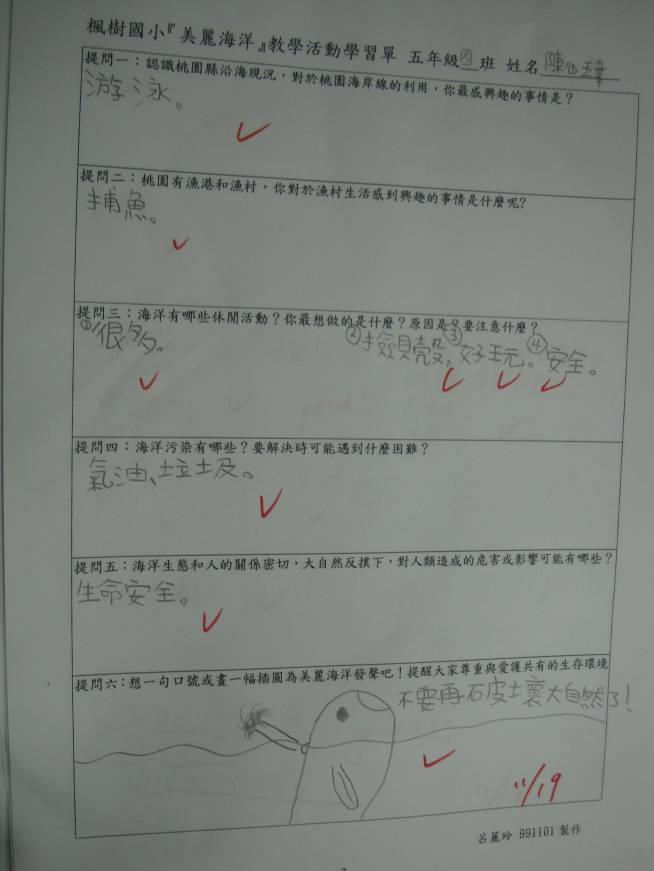 楓樹國小『美麗海洋』教學活動學習單 五年級四班 姓名陳
提問一：認識桃園縣沿海現況，對於桃園海岸線的利用，你最感興趣的事情是？
游泳。
提問二：桃園有漁港和漁村，你對於漁村生活感到興趣的事情是什麼呢?
捕魚。
提問三：海洋有哪些休閒活動？你最想做的是什麼？原因是？要注意什麼？
①很多。 ②撿貝殼。③好玩。④安全。
提問四：海洋污染有哪些？要解決時可能遇到什麼困難？
氣油、垃圾。
提問五：海洋生態和人的關係密切，大自然反撲下，對人類造成的危害或影響可能有哪些？
生命安全。
提問六：想一句口號或畫一幅插圖為美麗海洋發聲吧！提醒大家尊重與愛護共有的生存環境
不要再破壞大自然了!
11/19
呂麗玲 991101 製作